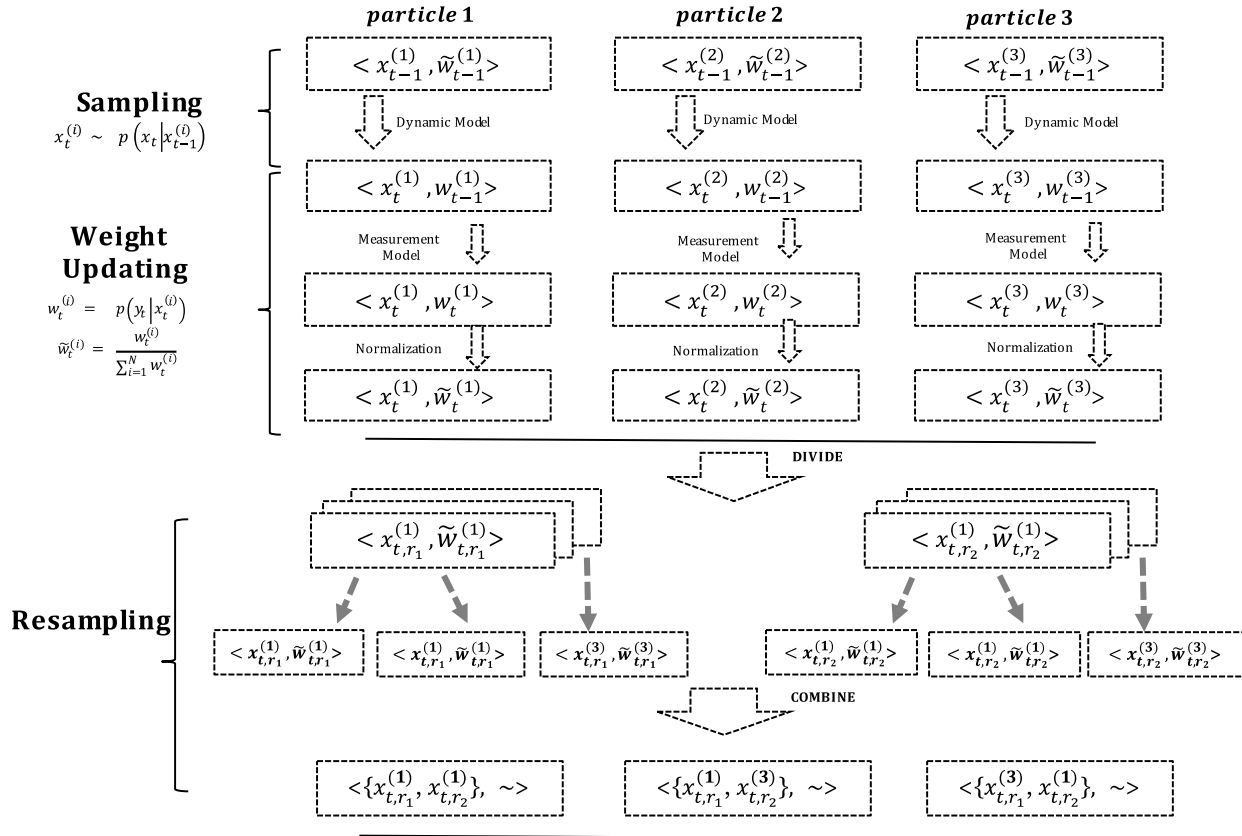 particle 1 particle 2 particle 3
< x_{t-1}^{(1)} , w̃_{t-1}^{(1)} > < x_{t-1}^{(2)} , w̃_{t-1}^{(2)} > < x_{t-1}^{(3)} , w̃_{t-1}^{(3)} >
Sampling
x_t^{(i)} ~ p(x_t|x_{t-1}^{(i)})
Dynamic Model Dynamic Model Dynamic Model
< x_t^{(1)} , w_{t-1}^{(1)} > < x_t^{(2)} , w_{t-1}^{(2)} > < x_t^{(3)} , w_{t-1}^{(3)} >
Weight
Updating
w_t^{(i)} = p(y_t|x_t^{(i)})
w̃_t^{(i)} = w_t^{(i)} / ∑_{i=1}^{N} w_t^{(i)}
Measurement Measurement Measurement
Model Model Model
< x_t^{(1)} , w_t^{(1)} > < x_t^{(2)} , w_t^{(2)} > < x_t^{(3)} , w_t^{(3)} >
Normalization Normalization Normalization
< x_t^{(1)} , w̃_t^{(1)} > < x_t^{(2)} , w̃_t^{(2)} > < x_t^{(3)} , w̃_t^{(3)} >
DIVIDE
< x_{t,r_1}^{(1)} , w̃_{t,r_1}^{(1)} > < x_{t,r_2}^{(1)} , w̃_{t,r_2}^{(1)} >
Resampling
< x_{t,r_1}^{(1)} , w̃_{t,r_1}^{(1)} > < x_{t,r_1}^{(1)} , w̃_{t,r_1}^{(1)} > < x_{t,r_1}^{(3)} , w̃_{t,r_1}^{(3)} > < x_{t,r_2}^{(1)} , w̃_{t,r_2}^{(1)} > < x_{t,r_2}^{(1)} , w̃_{t,r_2}^{(1)} > < x_{t,r_2}^{(3)} , w̃_{t,r_2}^{(3)} >
COMBINE
<{x_{t,r_1}^{(1)}, x_{t,r_2}^{(1)}}, ~> <{x_{t,r_1}^{(1)}, x_{t,r_2}^{(3)}}, ~> <{x_{t,r_1}^{(3)}, x_{t,r_2}^{(1)}}, ~>